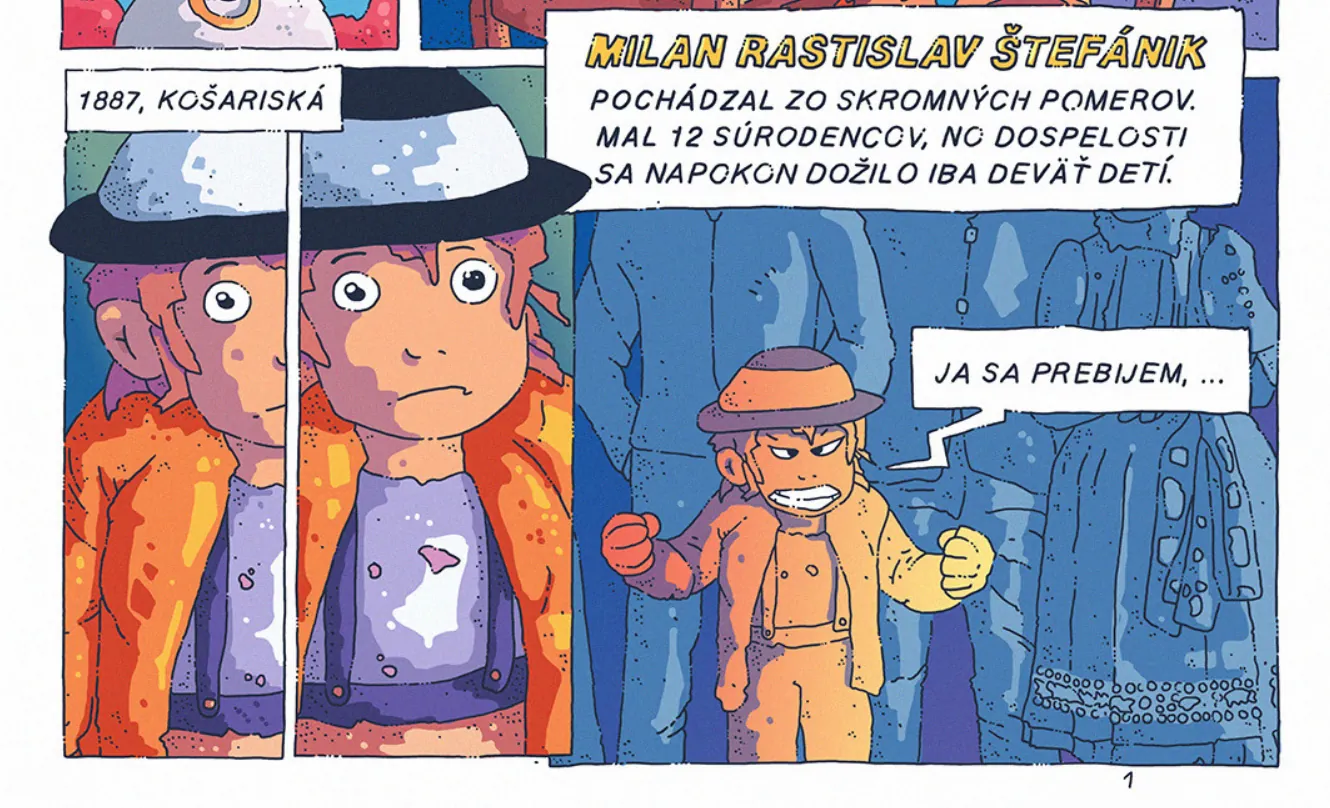 1887, KOŠARISKÁ
MILAN RASTISLAV ŠTEFÁNIK
POCHÁDZAL ZO SKROMNÝCH POMEROV.
MAL 12 SÚRODENCOV, NO DOSPELOSTI
SA NAPOKON DOŽILO IBA DEVÄŤ DETÍ.
JA SA PREBIJEM, ...
1